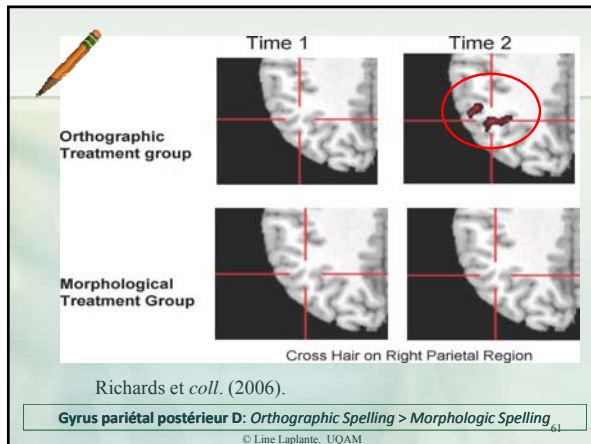 Time 1 Time 2
Orthographic
Treatment group
Morphological
Treatment Group
Cross Hair on Right Parietal Region
Richards et coll. (2006).
Gyrus pariétal postérieur D: Orthographic Spelling > Morphologic Spelling
61
© Line Laplante, UQAM